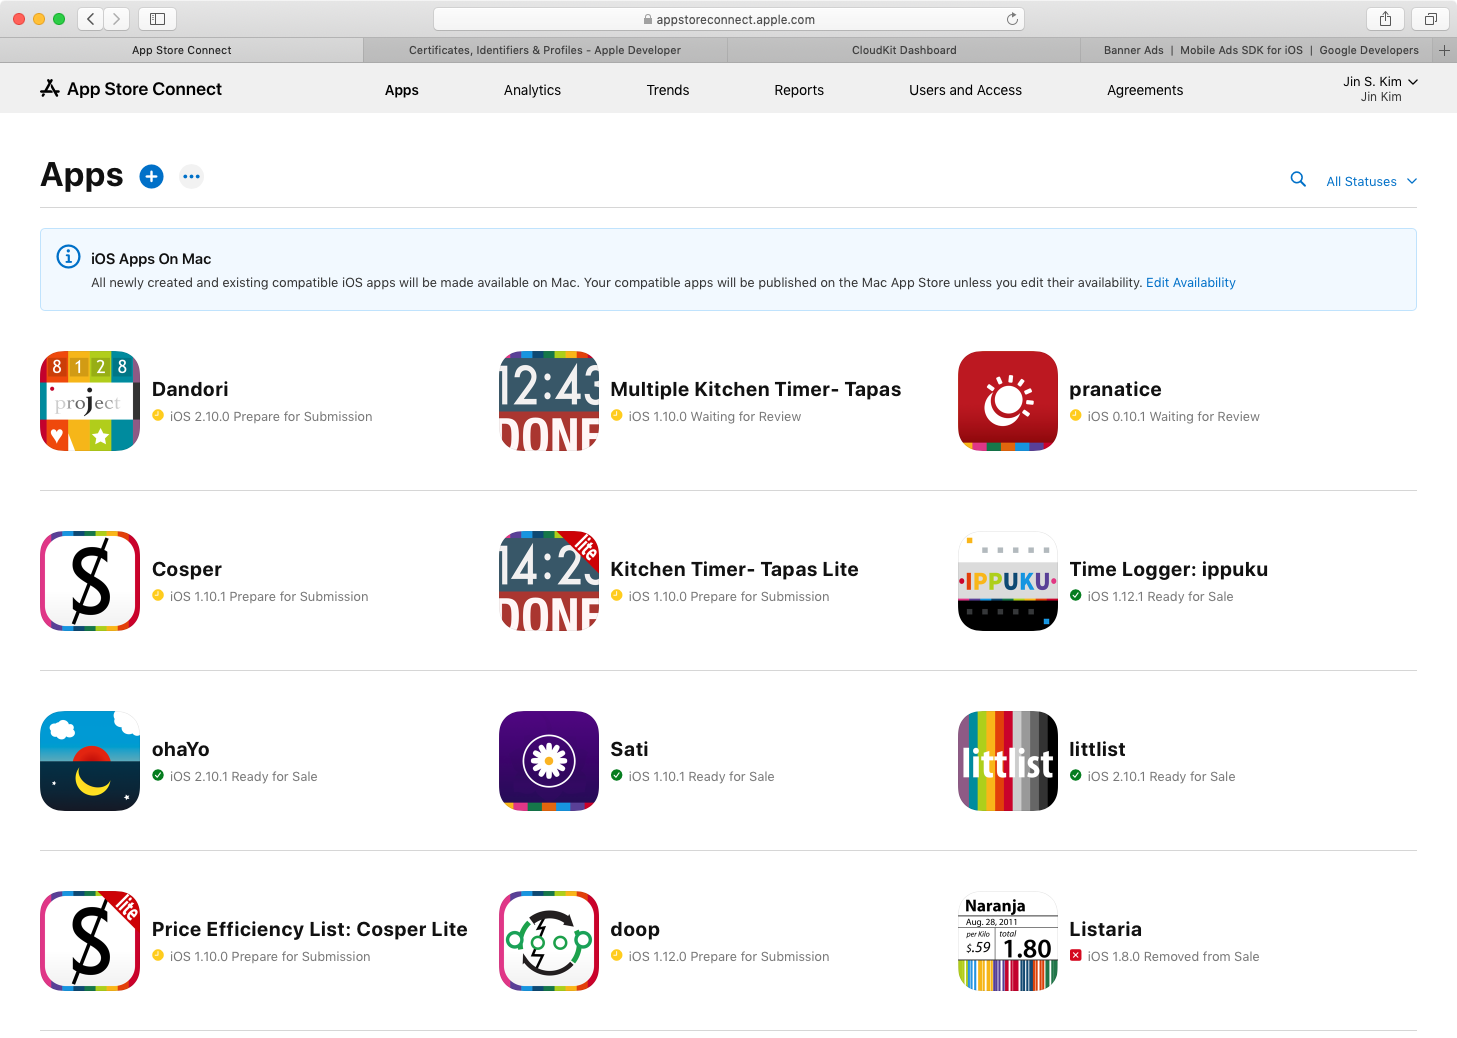 appstoreconnect.apple.com
App Store Connect
Certificates, Identifiers & Profiles - Apple Developer
CloudKit Dashboard
Banner Ads | Mobile Ads SDK for iOS | Google Developers
App Store Connect
Apps
Analytics
Trends
Reports
Users and Access
Agreements
Jin S. Kim
Jin Kim
Apps
All Statuses
iOS Apps On Mac
All newly created and existing compatible iOS apps will be made available on Mac. Your compatible apps will be published on the Mac App Store unless you edit their availability. Edit Availability
8 1 2 8
project
Dandori
iOS 2.10.0 Prepare for Submission
12:43
DONE
Multiple Kitchen Timer- Tapas
iOS 1.10.0 Waiting for Review
pranatice
iOS 0.10.1 Waiting for Review
$
Cosper
iOS 1.10.1 Prepare for Submission
lite
14:23
DONE
Kitchen Timer- Tapas Lite
iOS 1.10.0 Prepare for Submission
IPPUKU
Time Logger: ippuku
iOS 1.12.1 Ready for Sale
ohaYo
iOS 2.10.1 Ready for Sale
Sati
iOS 1.10.1 Ready for Sale
littlist
littlist
iOS 2.10.1 Ready for Sale
lite
$
Price Efficiency List: Cosper Lite
iOS 1.10.0 Prepare for Submission
doop
iOS 1.12.0 Prepare for Submission
Naranja
Aug. 28, 2011
per Kilo total
$.59 1.80
Listaria
iOS 1.8.0 Removed from Sale